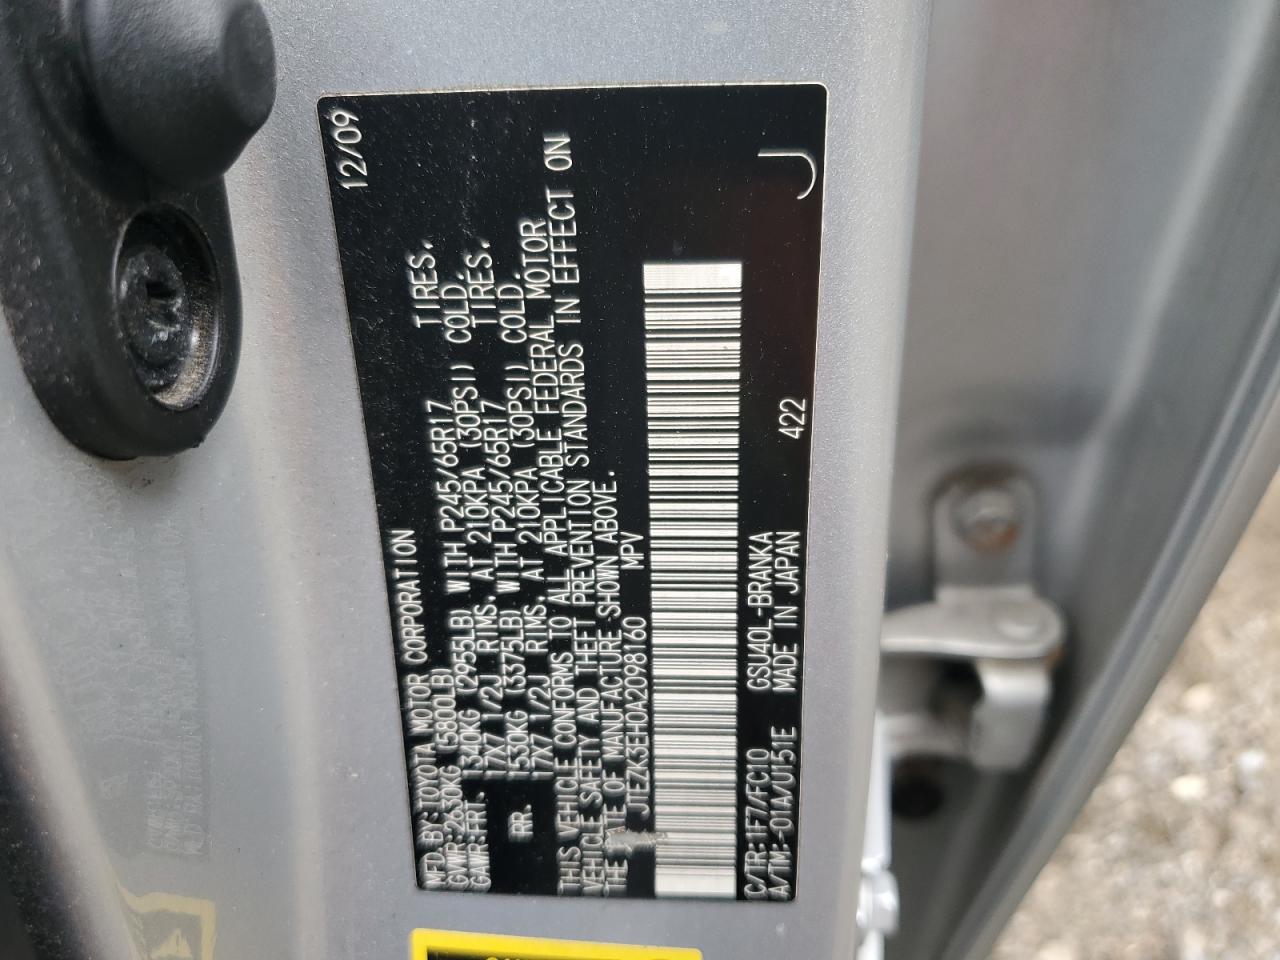 MFD.BY:TOYOTA MOTOR CORPORATION 12/09
GVWR:2630KG (5800LB)
GAWR:FRT. 1340KG (2955LB) WITH P245/65R17 TIRES.
17X7 1/2J RIMS. AT 210KPA (30PSI) COLD.
RR. 1530KG (3375LB) WITH P245/65R17 TIRES.
17X7 1/2J RIMS. AT 210KPA (30PSI) COLD.
THIS VEHICLE CONFORMS TO ALL APPLICABLE FEDERAL MOTOR
VEHICLE SAFETY AND THEFT PREVENTION STANDARDS IN EFFECT ON
THE DATE OF MANUFACTURE SHOWN ABOVE.
JTEZK3EH0A2098160 MPV
C/TR:1F7/FC10 GSU40L-BRANKA
A/TM:-01A/U151E MADE IN JAPAN 422
J